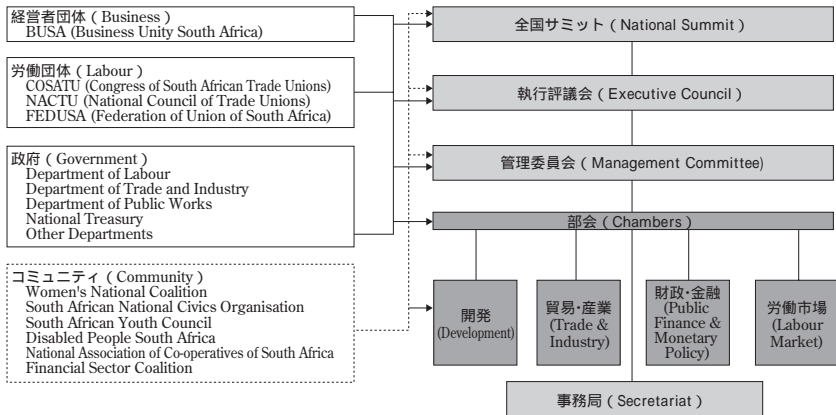 経営者団体（Business）
BUSA (Business Unity South Africa)
労働団体（Labour）
COSATU (Congress of South African Trade Unions)
NACTU (National Council of Trade Unions)
FEDUSA (Federation of Union of South Africa)
政府（Government）
Department of Labour
Department of Trade and Industry
Department of Public Works
National Treasury
Other Departments
コミュニティ（Community）
Women's National Coalition
South African National Civics Organisation
South African Youth Council
Disabled People South Africa
National Association of Co-operatives of South Africa
Financial Sector Coalition
全国サミット（National Summit）
執行評議会（Executive Council）
管理委員会（Management Committee)
部会（Chambers）
開発
(Development)
貿易・産業
(Trade &
Industry)
財政・金融
(Public
Finance &
Monetary
Policy)
労働市場
(Labour
Market)
事務局（Secretariat）